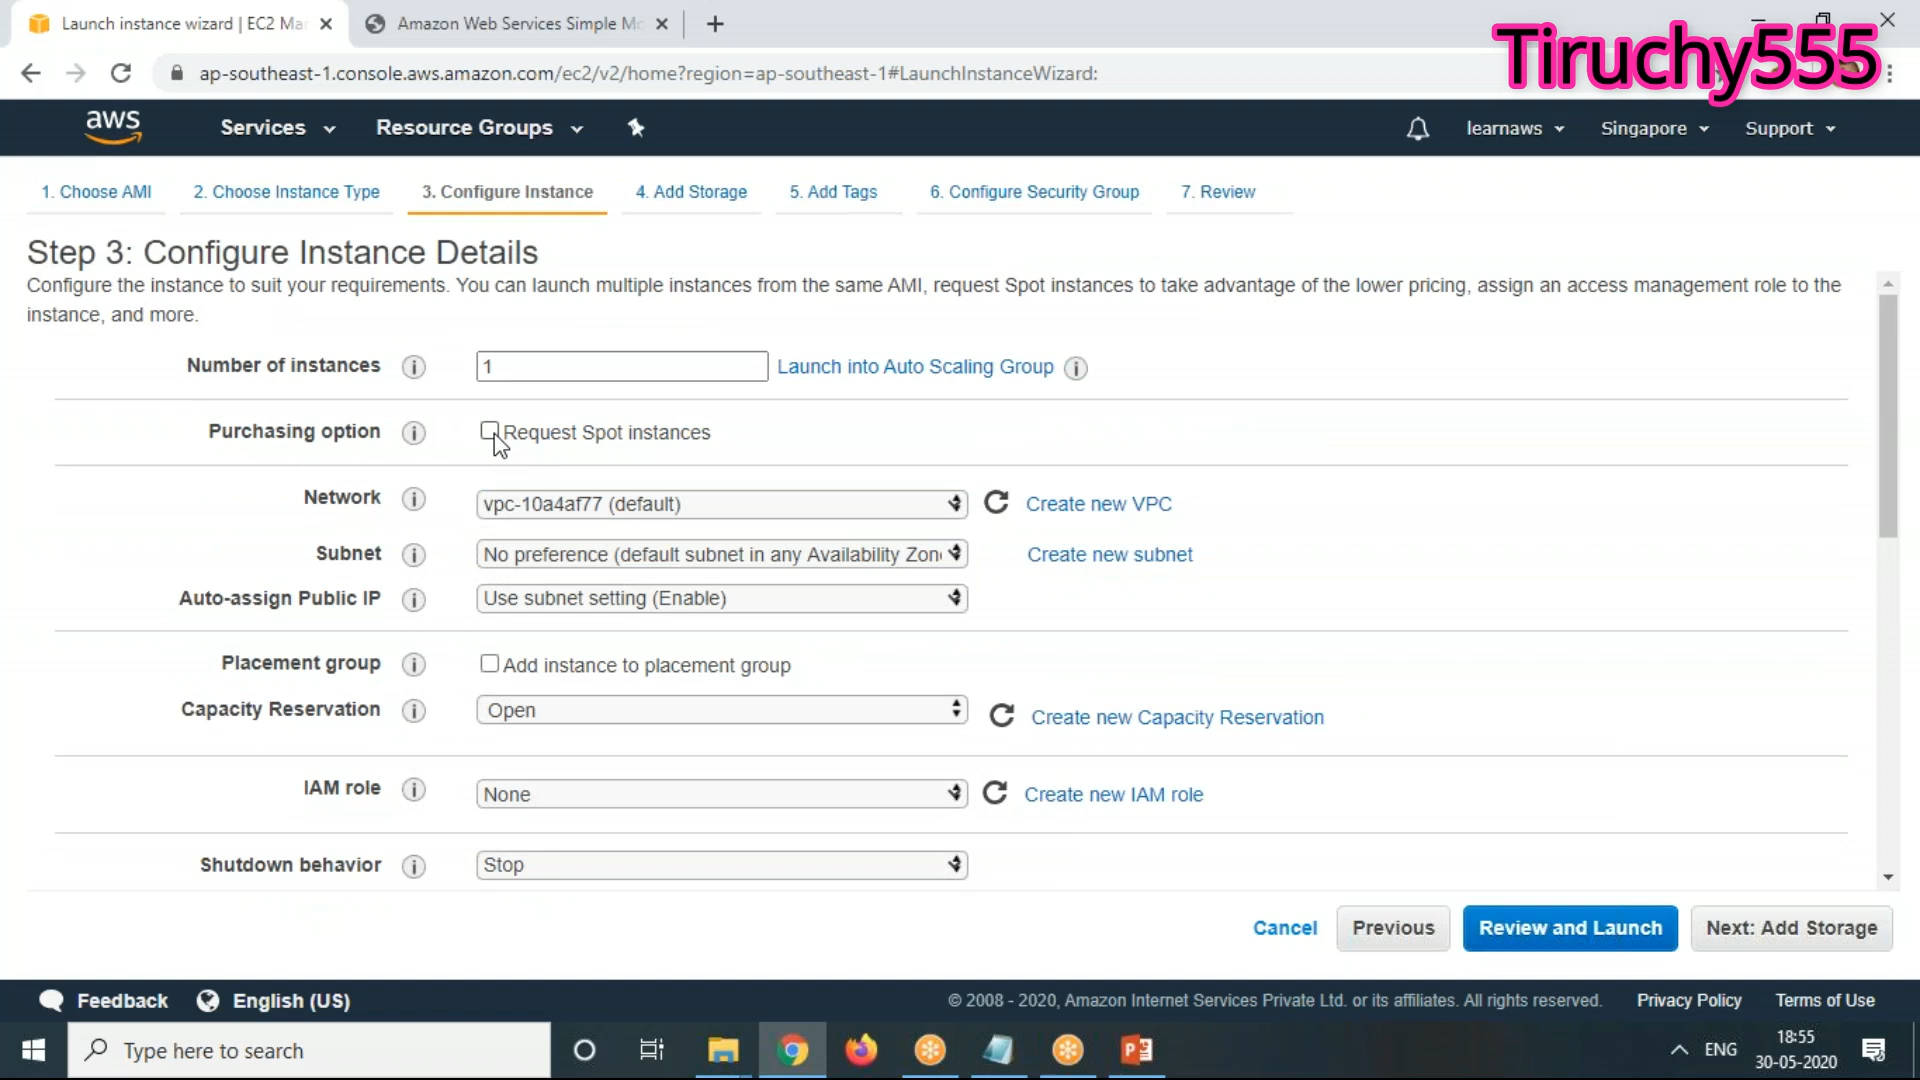 Launch instance wizard | EC2 Ma
Amazon Web Services Simple Mo
ap-southeast-1.console.aws.amazon.com/ec2/v2/home?region=ap-southeast-1#LaunchInstanceWizard:
Tiruchy555
aws
Services
Resource Groups
learnaws
Singapore
Support
1. Choose AMI
2. Choose Instance Type
3. Configure Instance
4. Add Storage
5. Add Tags
6. Configure Security Group
7. Review
Step 3: Configure Instance Details
Configure the instance to suit your requirements. You can launch multiple instances from the same AMI, request Spot instances to take advantage of the lower pricing, assign an access management role to the
instance, and more.
Number of instances
1
Launch into Auto Scaling Group
Purchasing option
Request Spot instances
Network
vpc-10a4af77 (default)
Create new VPC
Subnet
No preference (default subnet in any Availability Zon
Create new subnet
Auto-assign Public IP
Use subnet setting (Enable)
Placement group
Add instance to placement group
Capacity Reservation
Open
Create new Capacity Reservation
IAM role
None
Create new IAM role
Shutdown behavior
Stop
Cancel
Previous
Review and Launch
Next: Add Storage
Feedback
English (US)
© 2008 - 2020, Amazon Internet Services Private Ltd. or its affiliates. All rights reserved.
Privacy Policy
Terms of Use
Type here to search
ENG
18:55
30-05-2020